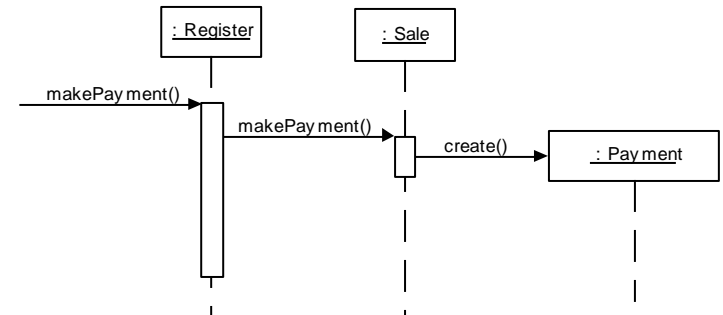 : Register
: Sale
makePayment()
makePayment()
create()
: Payment